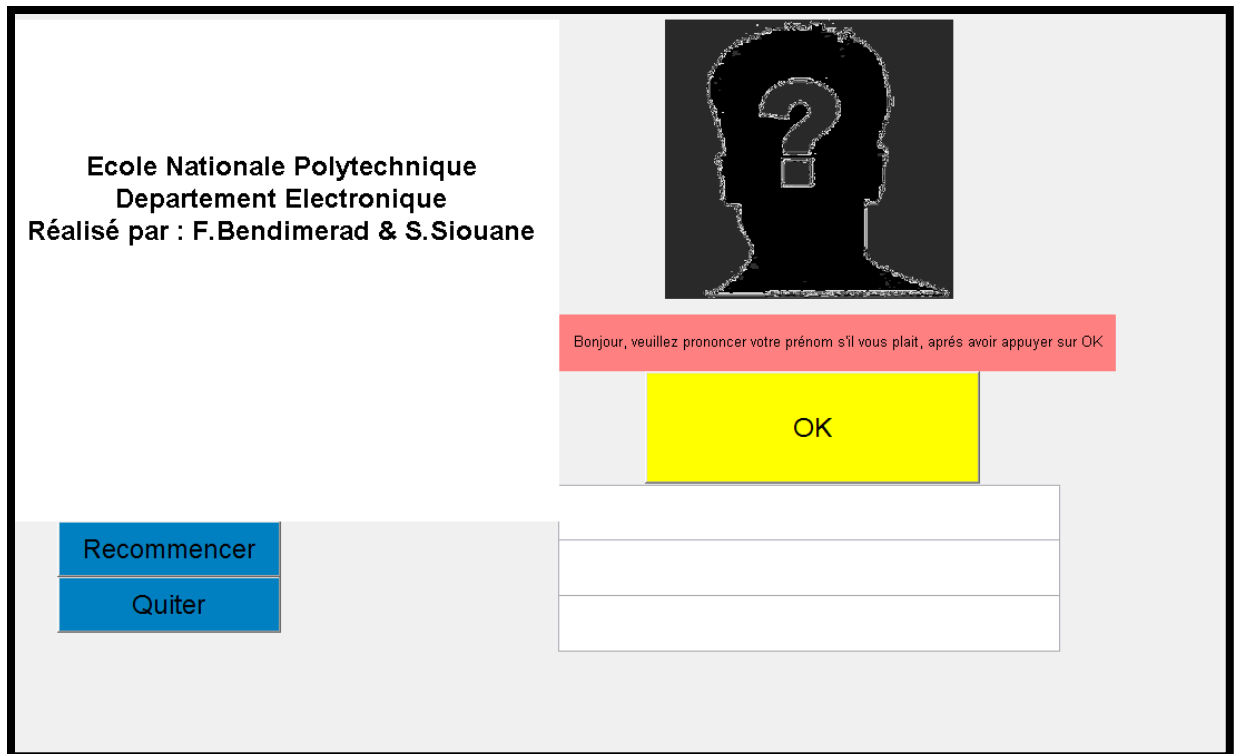 Ecole Nationale Polytechnique
Departement Electronique
Réalisé par : F.Bendimerad & S.Siouane
?
Bonjour, veuillez prononcer votre prénom s'il vous plait, aprés avoir appuyer sur OK
OK
Recommencer
Quiter